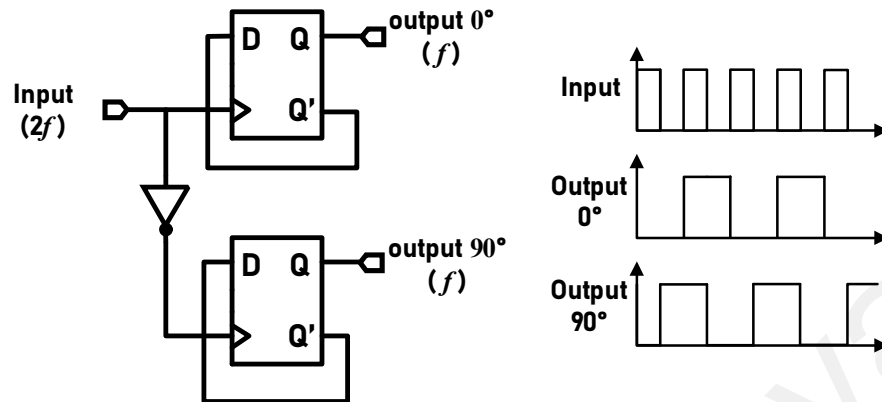 output 0°
(f)
D Q
Q'
Input
(2f)
output 90°
(f)
D Q
Q'
Input
Output
0°
Output
90°